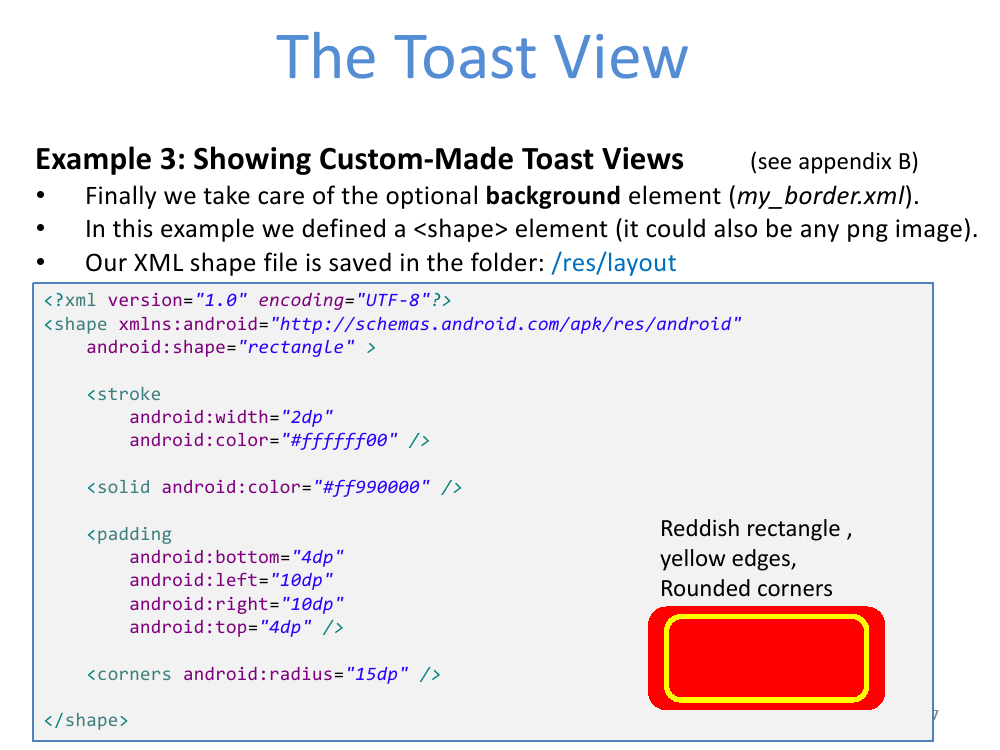 The Toast View
Example 3: Showing Custom-Made Toast Views (see appendix B)
• Finally we take care of the optional background element (my_border.xml).
• In this example we defined a <shape> element (it could also be any png image).
• Our XML shape file is saved in the folder: /res/layout
<?xml version="1.0" encoding="UTF-8"?>
<shape xmlns:android="http://schemas.android.com/apk/res/android"
    android:shape="rectangle" >
    <stroke
        android:width="2dp"
        android:color="#ffffff00" />
    <solid android:color="#ff990000" />
    <padding
        android:bottom="4dp"
        android:left="10dp"
        android:right="10dp"
        android:top="4dp" />
    <corners android:radius="15dp" />
</shape>
Reddish rectangle ,
yellow edges,
Rounded corners
7